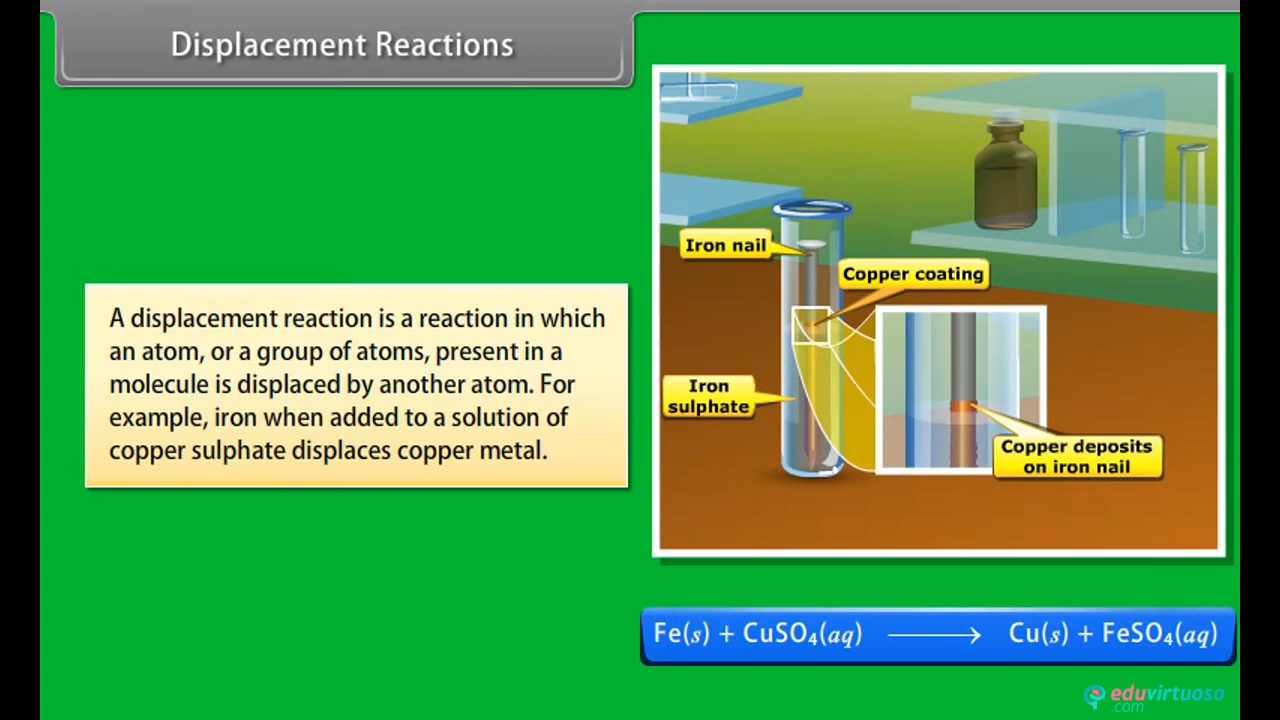 Displacement Reactions
A displacement reaction is a reaction in which
an atom, or a group of atoms, present in a
molecule is displaced by another atom. For
example, iron when added to a solution of
copper sulphate displaces copper metal.
Iron nail
Copper coating
Iron
sulphate
Copper deposits
on iron nail
Fe(s) + CuSO₄(aq) ⟶ Cu(s) + FeSO₄(aq)
eduvirtuoso
.com